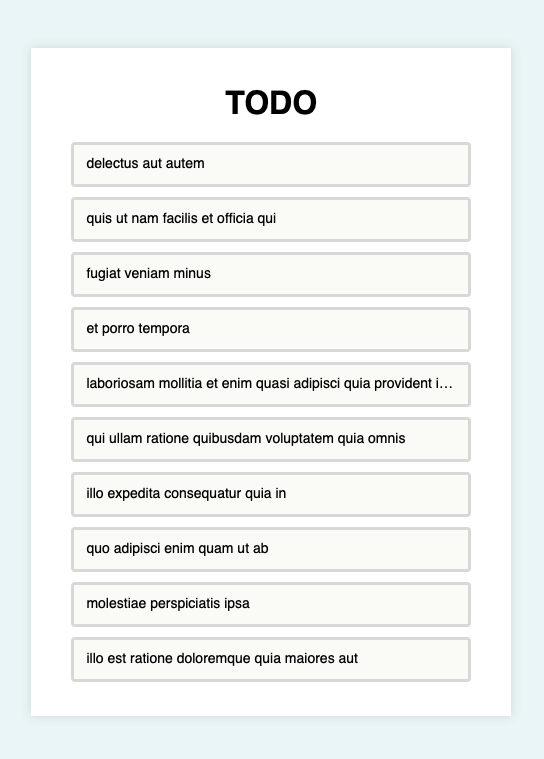 TODO
delectus aut autem
quis ut nam facilis et officia qui
fugiat veniam minus
et porro tempora
laboriosam mollitia et enim quasi adipisci quia provident i…
qui ullam ratione quibusdam voluptatem quia omnis
illo expedita consequatur quia in
quo adipisci enim quam ut ab
molestiae perspiciatis ipsa
illo est ratione doloremque quia maiores aut